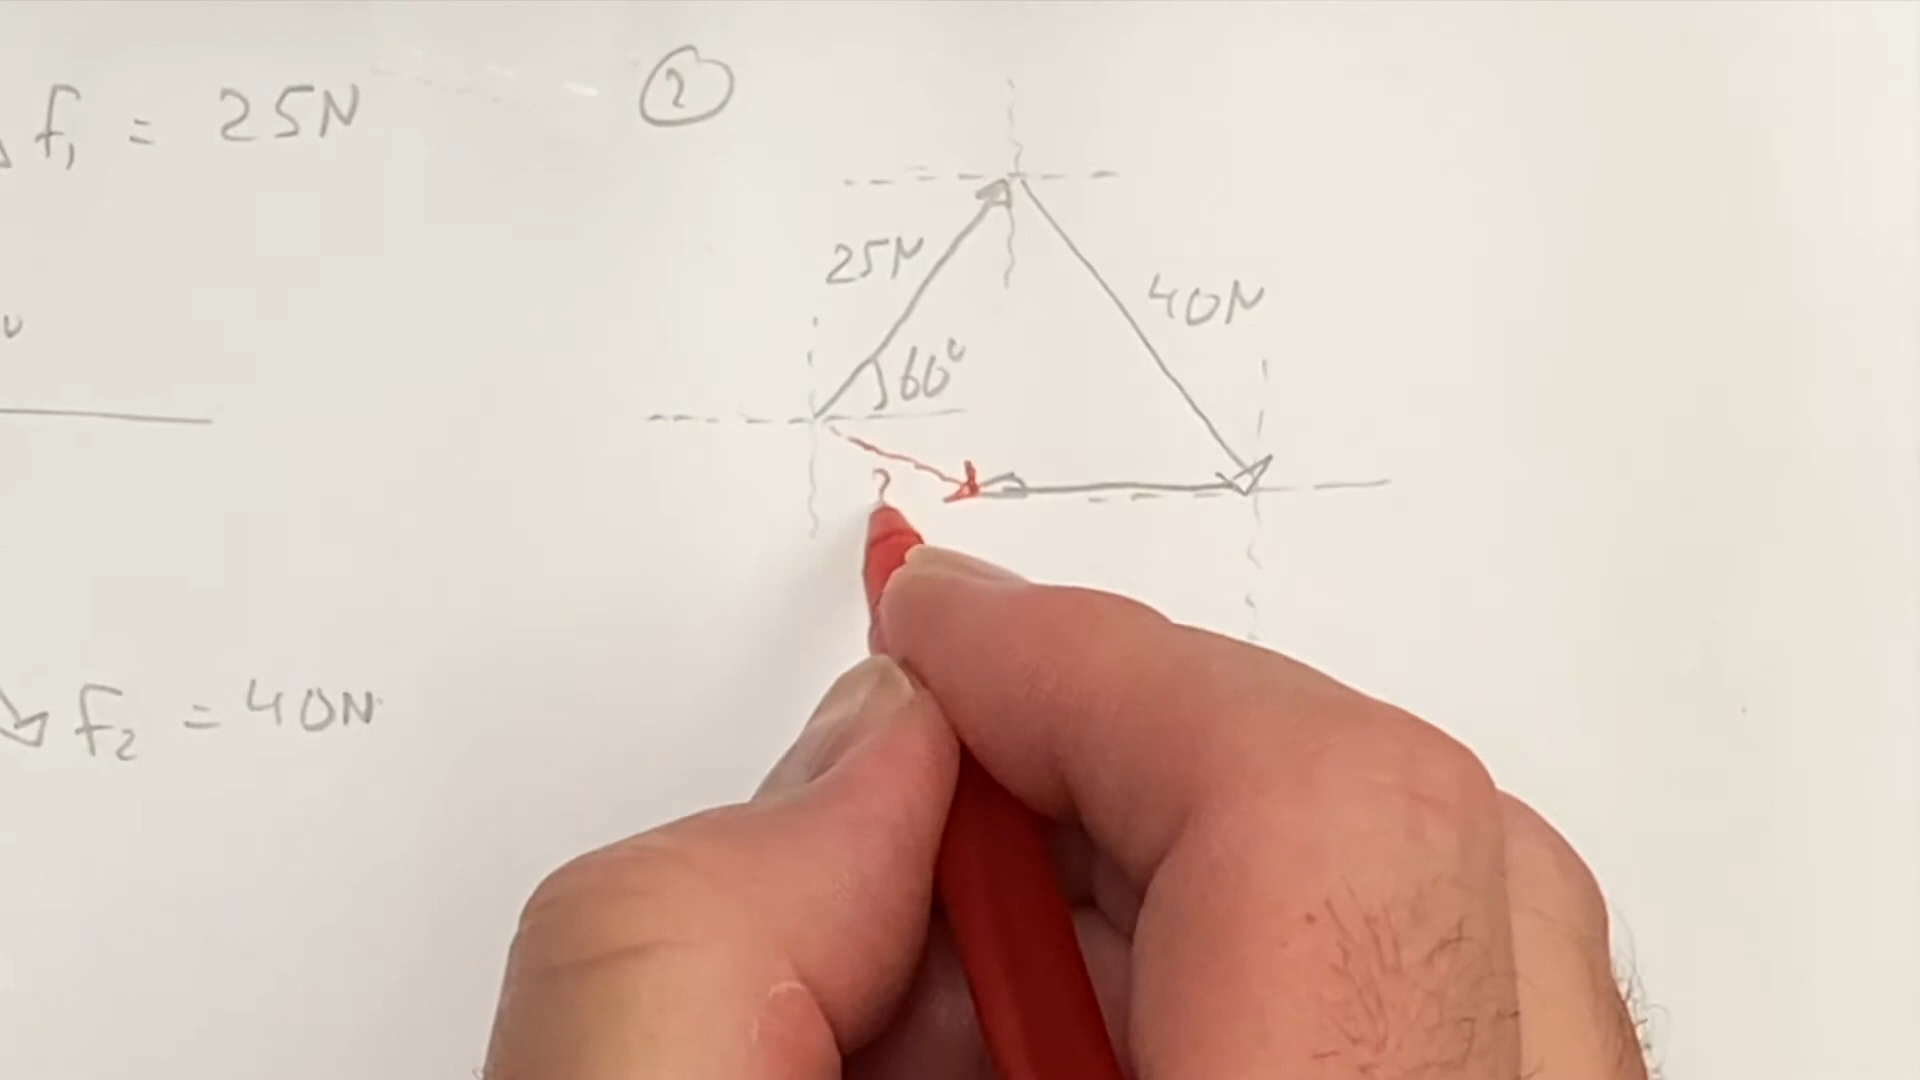 f₁ = 25N
2
25N
40N
60°
?
F₂ = 40N